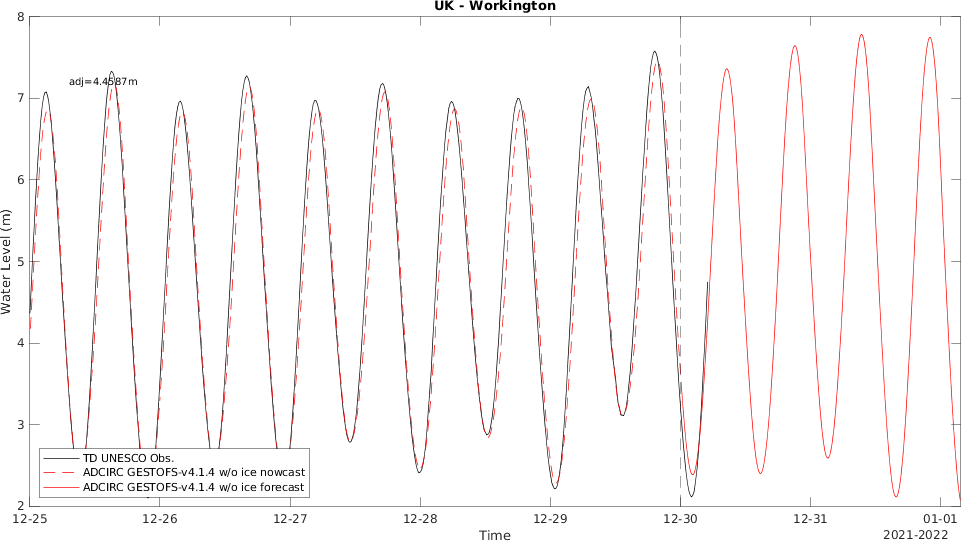 UK - Workington
8
7
6
5
4
3
2
Water Level (m)
adj=4.4587m
TD UNESCO Obs.
ADCIRC GESTOFS-v4.1.4 w/o ice nowcast
ADCIRC GESTOFS-v4.1.4 w/o ice forecast
12-25 12-26 12-27 12-28 12-29 12-30 12-31 01-01
Time
2021-2022